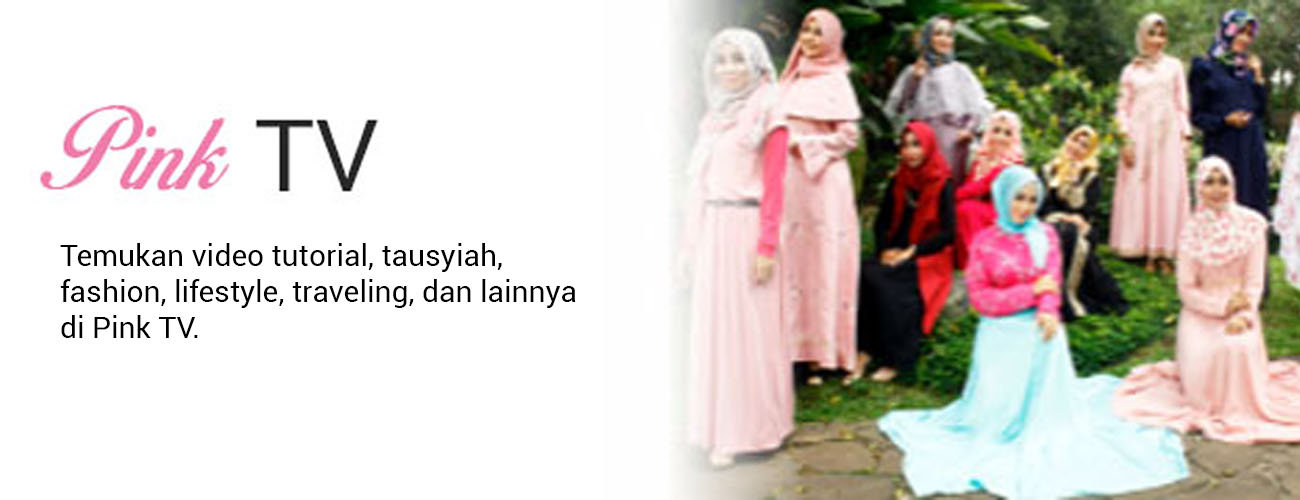 Pink TV
Temukan video tutorial, tausyiah,
fashion, lifestyle, traveling, dan lainnya
di Pink TV.